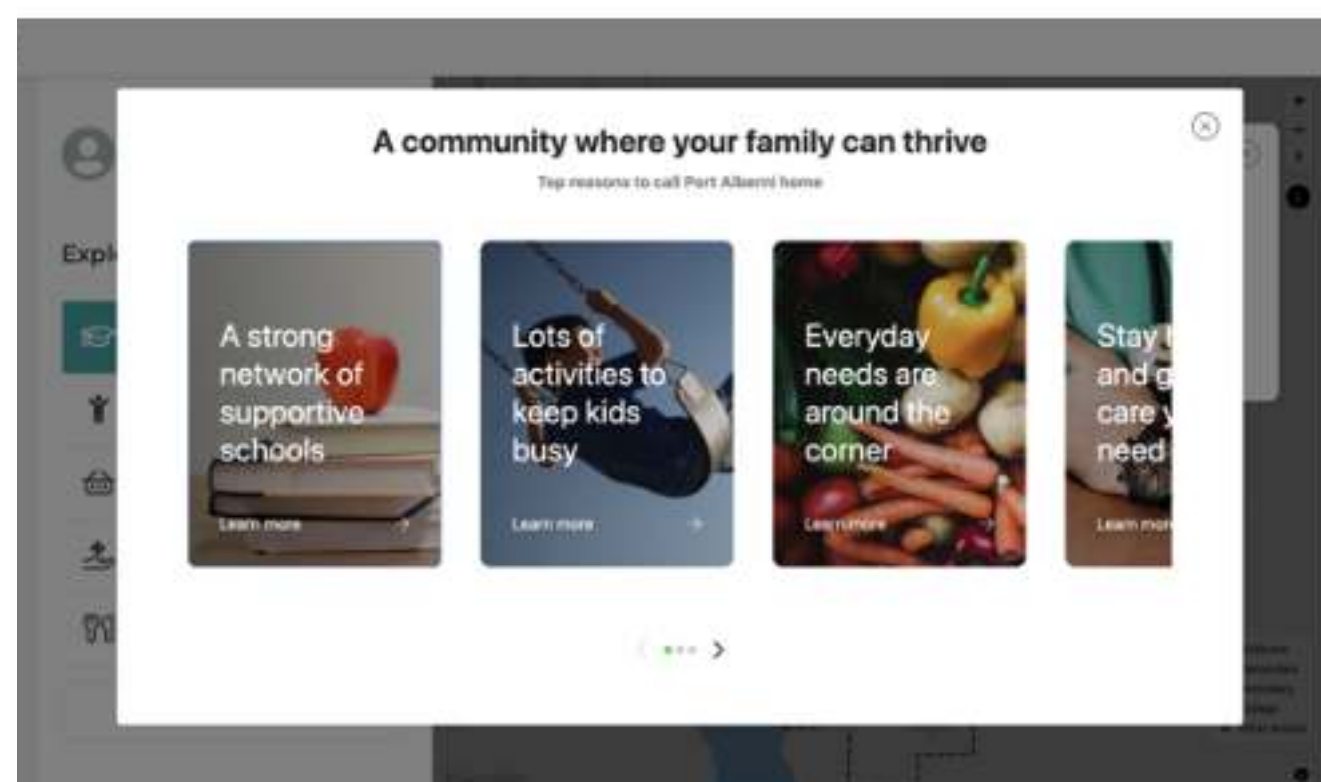 A community where your family can thrive
Top reasons to call Port Alberni home
Expl
A strong
network of
supportive
schools
Learn more
Lots of
activities to
keep kids
busy
Learn more
Everyday
needs are
around the
corner
Learn more
Stay
and g
care y
need
Learn mor